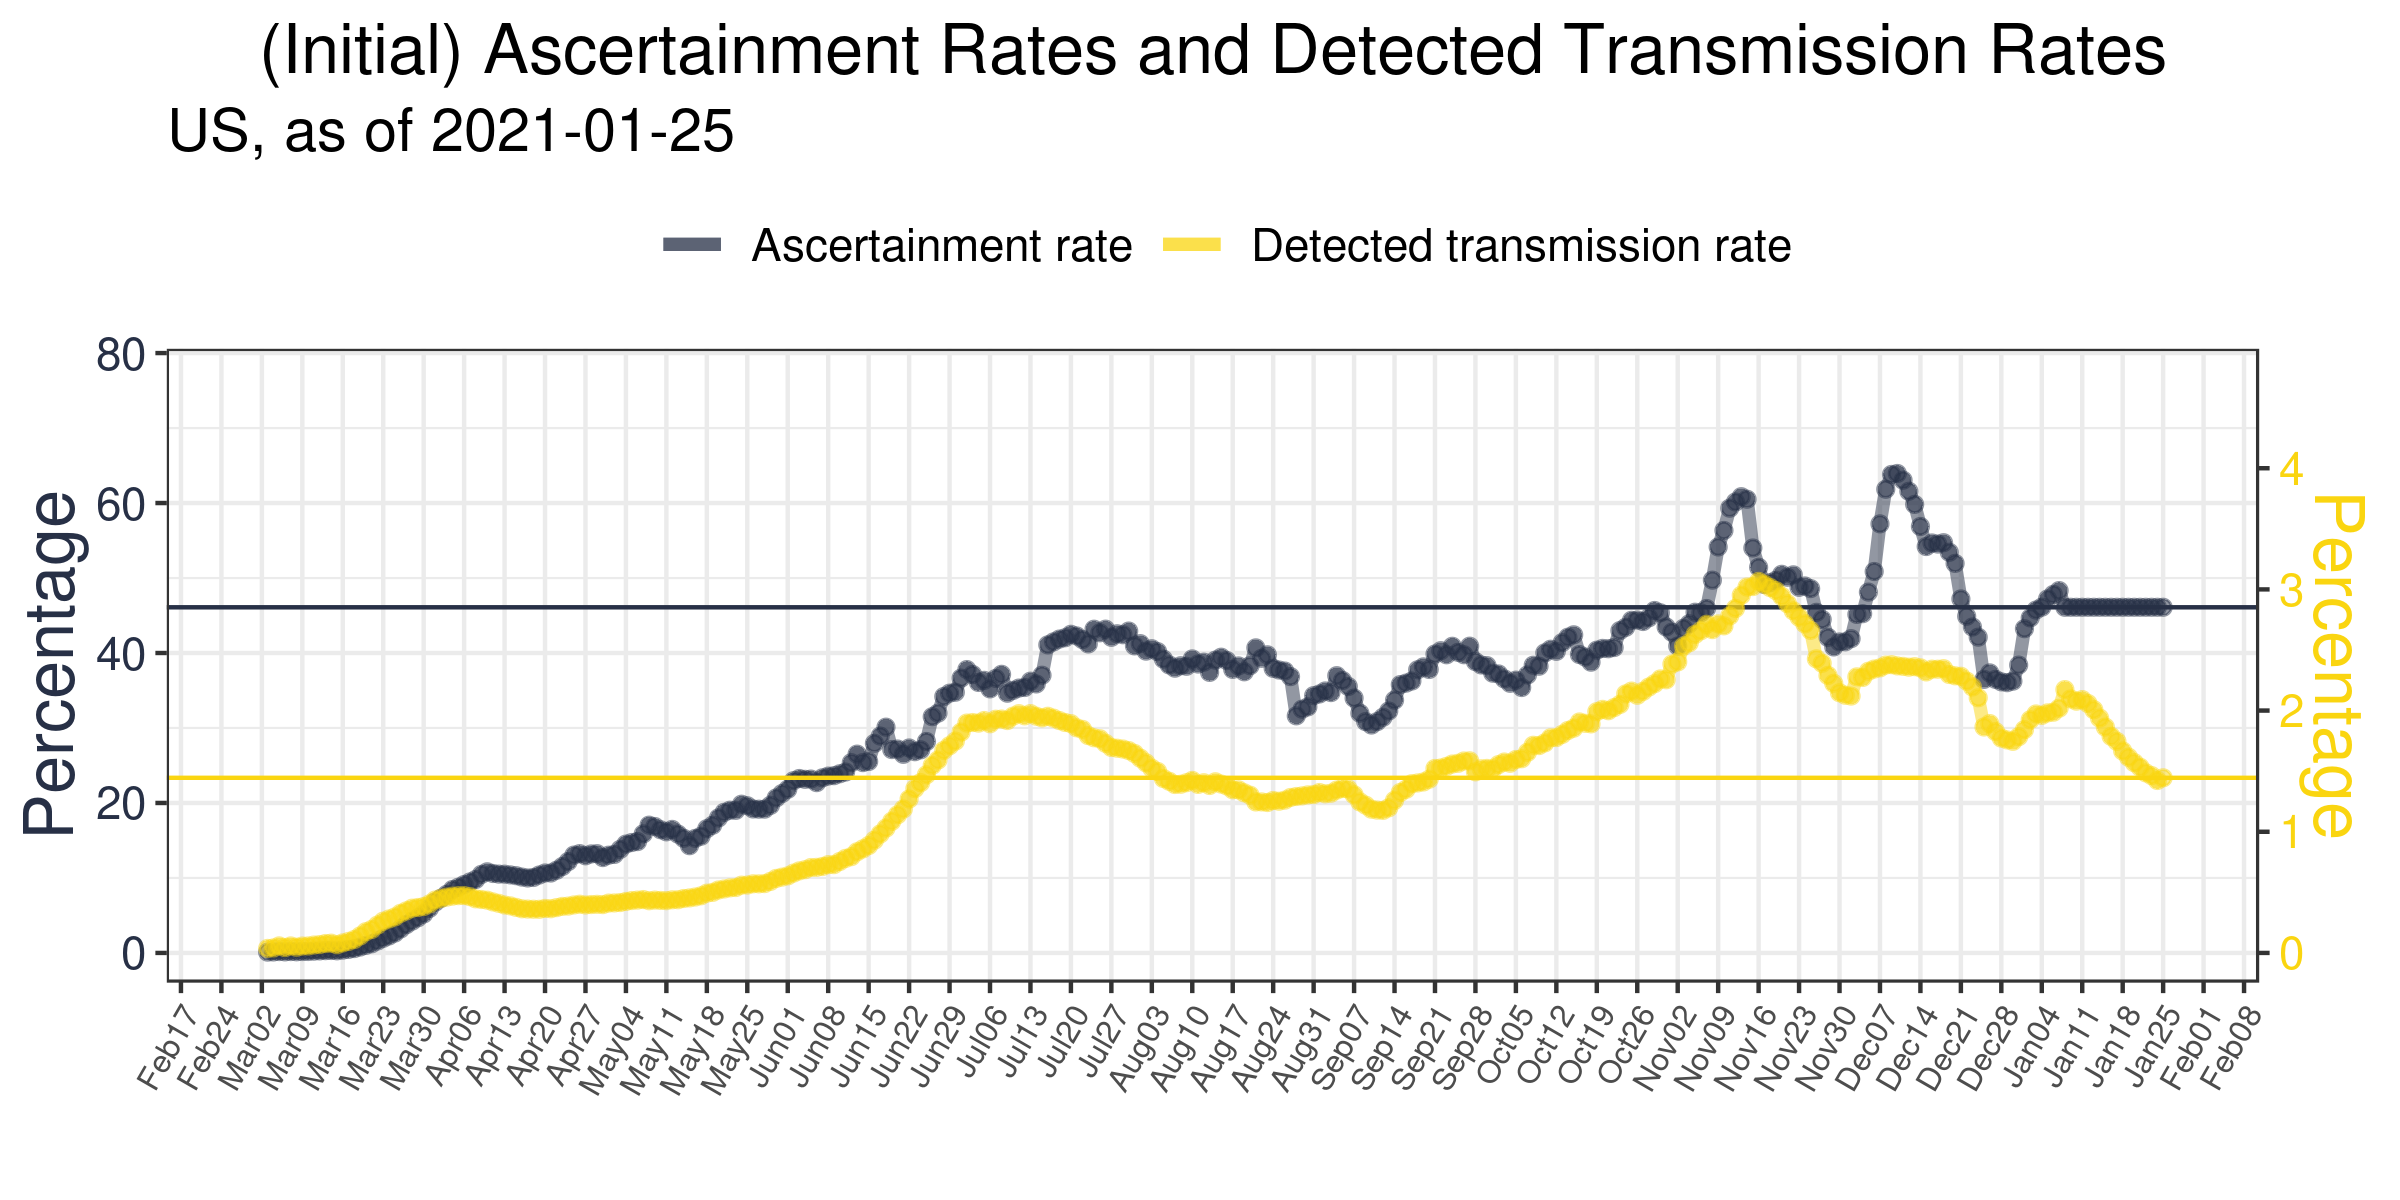 (Initial) Ascertainment Rates and Detected Transmission Rates
US, as of 2021-01-25
Ascertainment rate Detected transmission rate
Percentage
80
60
40
20
0
4
3
2
1
0
Percentage
Feb17 Feb24 Mar02 Mar09 Mar16 Mar23 Mar30 Apr06 Apr13 Apr20 Apr27 May04 May11 May18 May25 Jun01 Jun08 Jun15 Jun22 Jun29 Jul06 Jul13 Jul20 Jul27 Aug03 Aug10 Aug17 Aug24 Aug31 Sep07 Sep14 Sep21 Sep28 Oct05 Oct12 Oct19 Oct26 Nov02 Nov09 Nov16 Nov23 Nov30 Dec07 Dec14 Dec21 Dec28 Jan04 Jan11 Jan18 Jan25 Feb01 Feb08